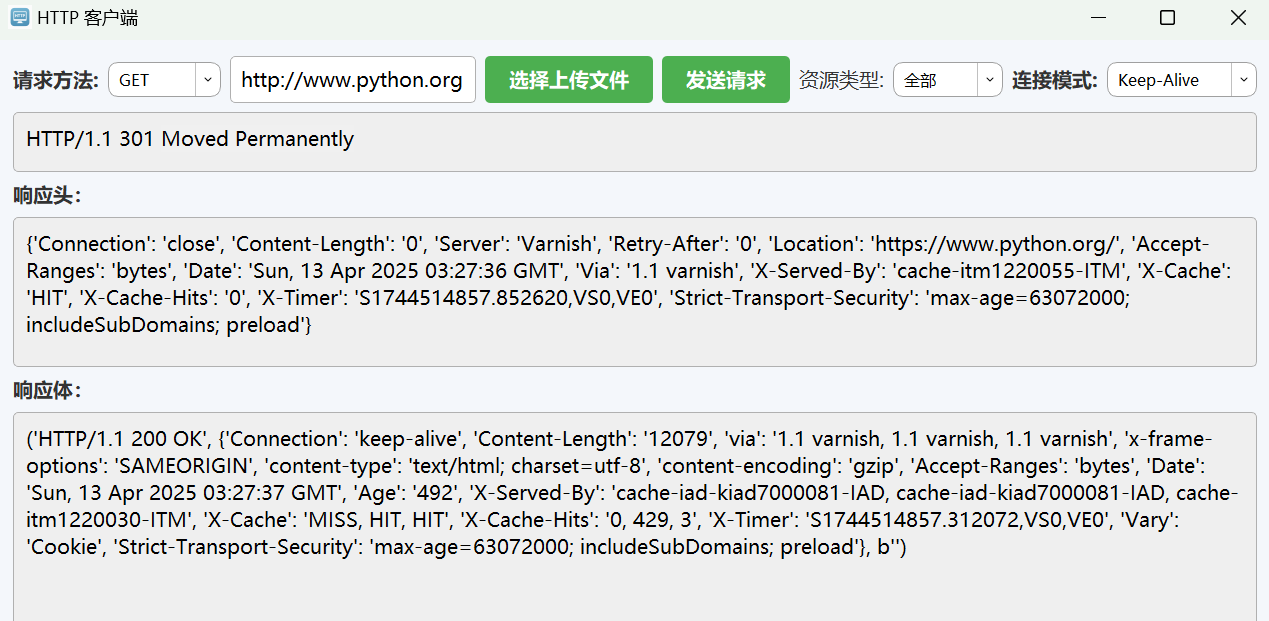 HTTP 客户端
请求方法: GET http://www.python.org 选择上传文件 发送请求 资源类型: 全部 连接模式: Keep-Alive
HTTP/1.1 301 Moved Permanently
响应头:
{'Connection': 'close', 'Content-Length': '0', 'Server': 'Varnish', 'Retry-After': '0', 'Location': 'https://www.python.org/', 'Accept-
Ranges': 'bytes', 'Date': 'Sun, 13 Apr 2025 03:27:36 GMT', 'Via': '1.1 varnish', 'X-Served-By': 'cache-itm1220055-ITM', 'X-Cache':
'HIT', 'X-Cache-Hits': '0', 'X-Timer': 'S1744514857.852620,VS0,VE0', 'Strict-Transport-Security': 'max-age=63072000;
includeSubDomains; preload'}
响应体:
('HTTP/1.1 200 OK', {'Connection': 'keep-alive', 'Content-Length': '12079', 'via': '1.1 varnish, 1.1 varnish, 1.1 varnish', 'x-frame-
options': 'SAMEORIGIN', 'content-type': 'text/html; charset=utf-8', 'content-encoding': 'gzip', 'Accept-Ranges': 'bytes', 'Date':
'Sun, 13 Apr 2025 03:27:37 GMT', 'Age': '492', 'X-Served-By': 'cache-iad-kiad7000081-IAD, cache-iad-kiad7000081-IAD, cache-
itm1220030-ITM', 'X-Cache': 'MISS, HIT, HIT', 'X-Cache-Hits': '0, 429, 3', 'X-Timer': 'S1744514857.312072,VS0,VE0', 'Vary':
'Cookie', 'Strict-Transport-Security': 'max-age=63072000; includeSubDomains; preload'}, b'')